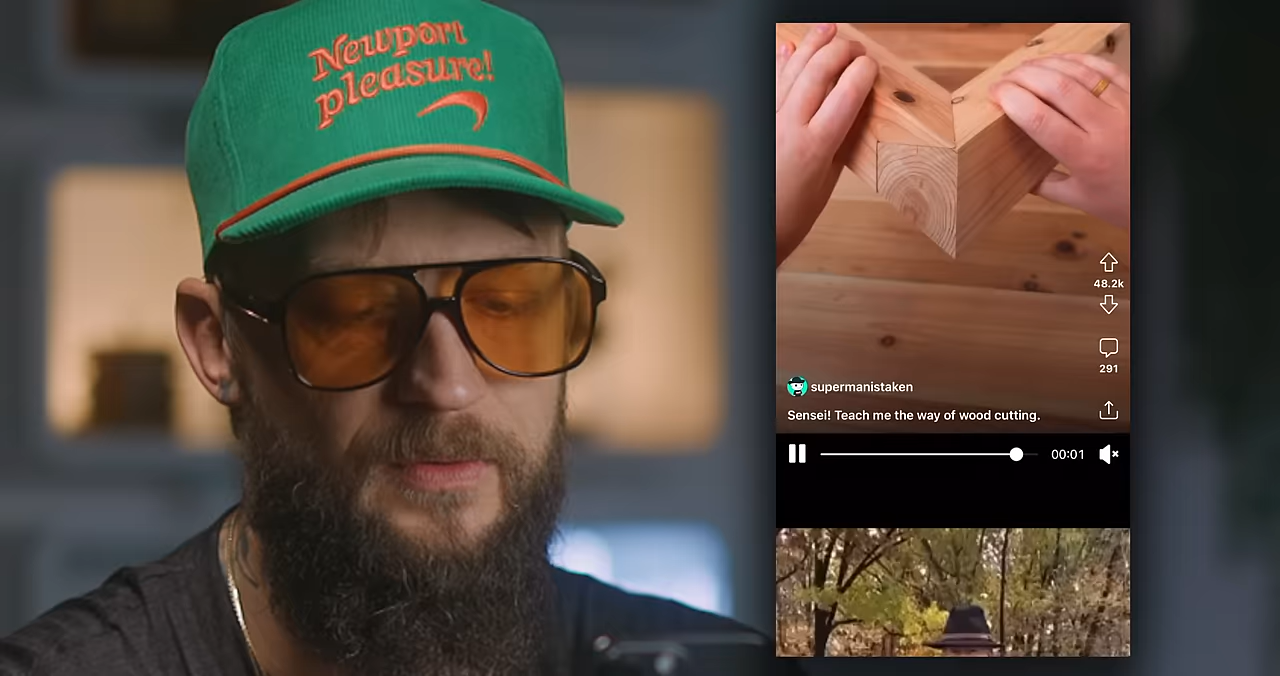 Newport
pleasure!
48.2k
291
supermanistaken
Sensei! Teach me the way of wood cutting.
00:01